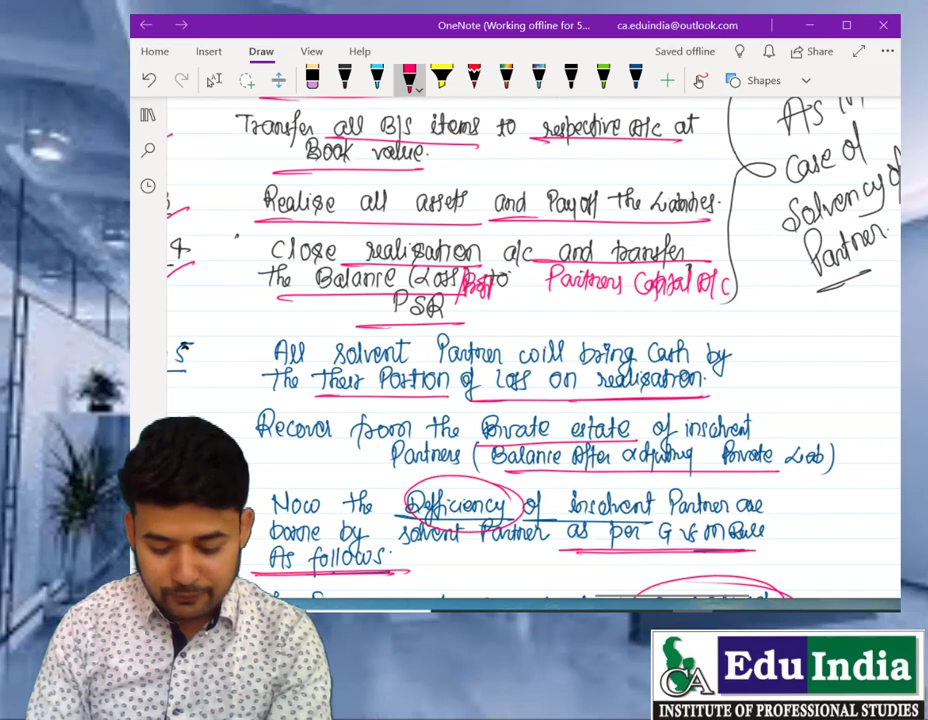 OneNote (Working offline for 5... ca.eduindia@outlook.com
Home Insert Draw View Help Saved offline Share
Shapes
Transfer all B/S items to respective A/c at
Book value.
Realise all assets and Pay off the Liabilities.
4 Close realization a/c and transfer
the Balance (Loss / to Partners Capital A/c
PSR
As
case of
Solvency of
Partner.
5 All solvent Partner will bring Cash by
the their Portion of loss on realisation.
Recover from the Private estate of insolvent
Partners (Balance After adjusting Private Liab)
Now the Defficiency of insolvent Partner are
borne by solvent Partner as per G vs M Rule
As follows.
CA
Edu India
INSTITUTE OF PROFESSIONAL STUDIES